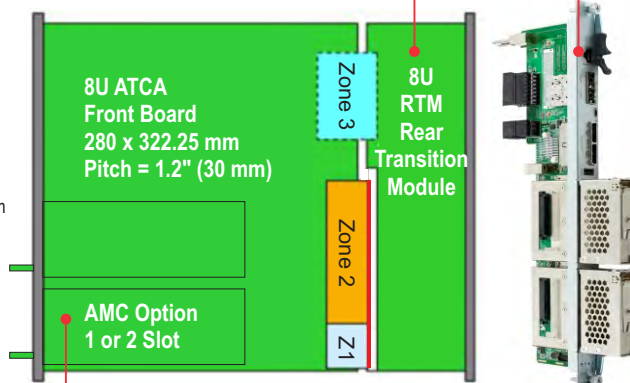 8U ATCA
Front Board
280 x 322.25 mm
Pitch = 1.2" (30 mm)
Zone 3
8U
RTM
Rear
Transition
Module
Zone 2
Z1
AMC Option
1 or 2 Slot